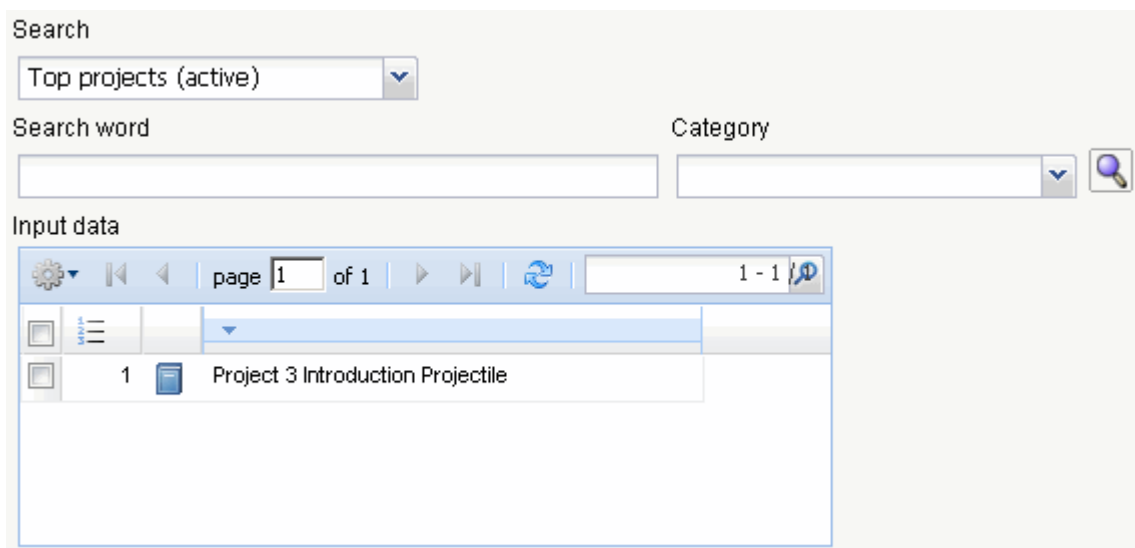 Search
Top projects (active)
Search word Category
Input data
page 1 of 1 1 - 1 /
1 Project 3 Introduction Projectile